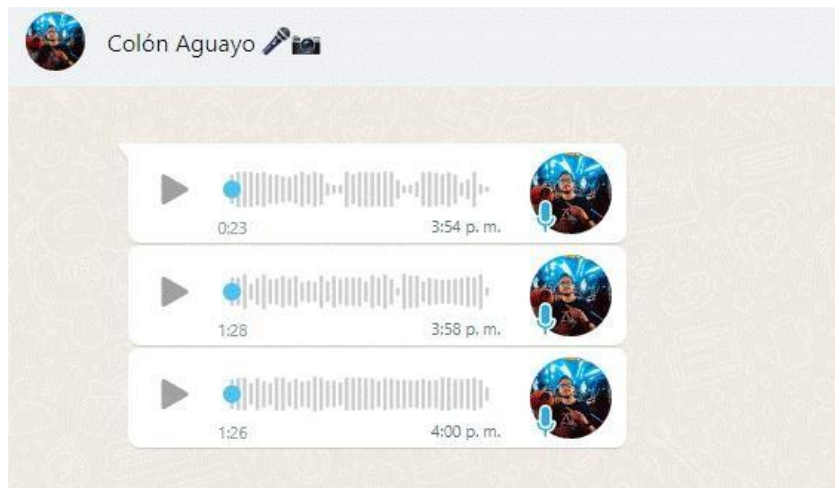 Colón Aguayo 🎤📷
0:23 3:54 p. m.
1:28 3:58 p. m.
1:26 4:00 p. m.